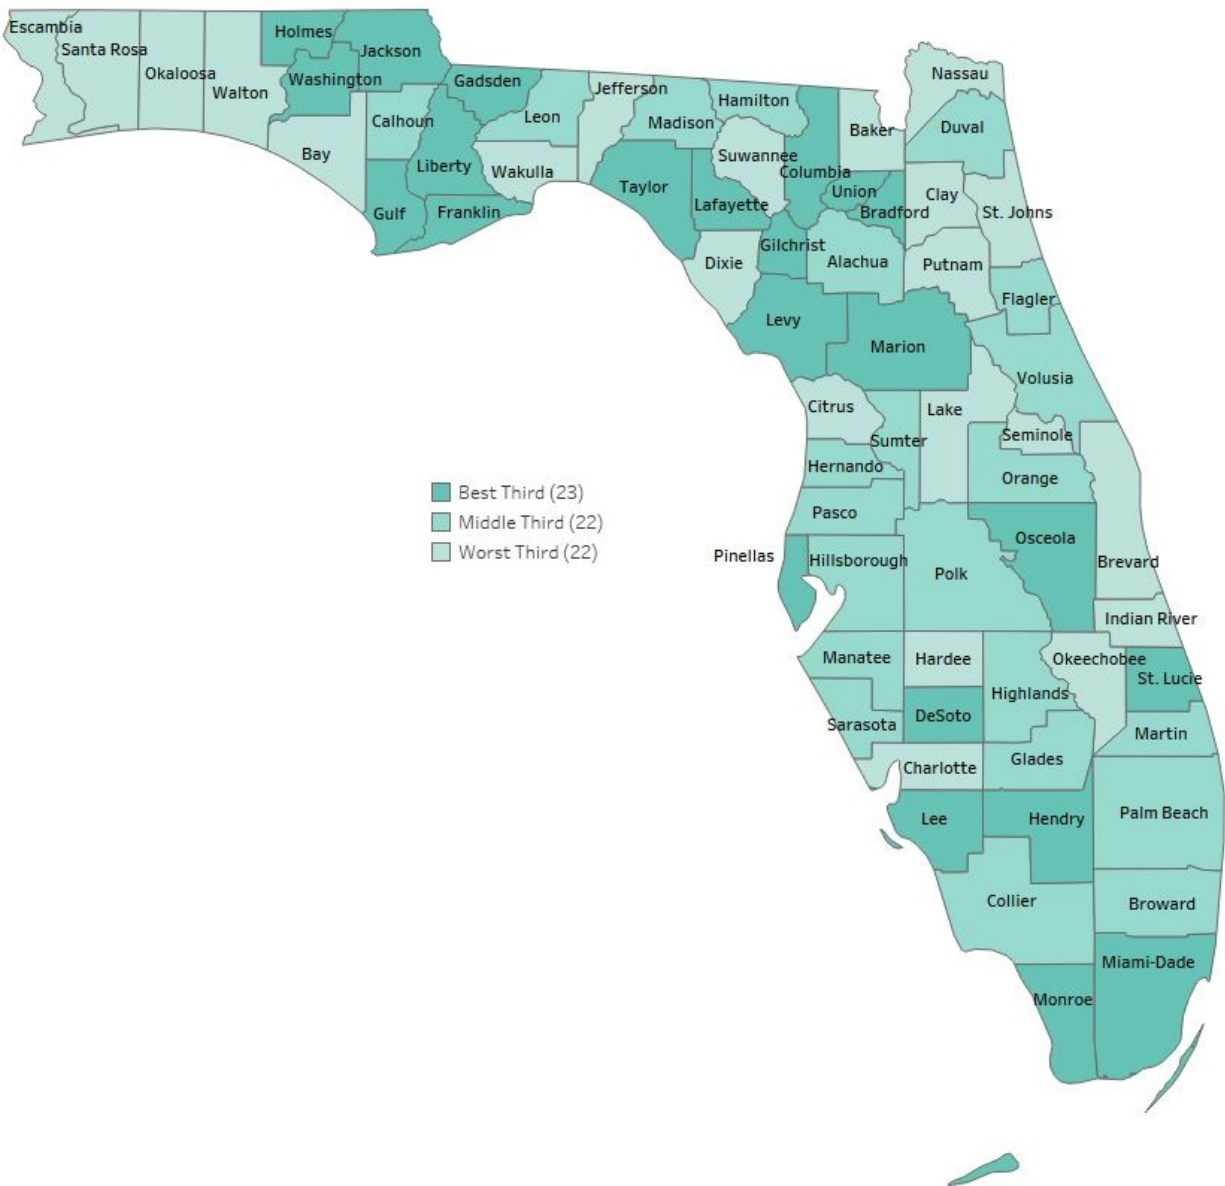 Escambia
Santa Rosa
Okaloosa
Walton
Holmes
Jackson
Washington
Bay
Calhoun
Gadsden
Liberty
Gulf
Franklin
Leon
Wakulla
Jefferson
Madison
Hamilton
Taylor
Lafayette
Suwannee
Columbia
Baker
Nassau
Duval
Union
Bradford
Clay
St. Johns
Dixie
Gilchrist
Alachua
Putnam
Flagler
Levy
Marion
Volusia
Citrus
Lake
Sumter
Seminole
Hernando
Orange
Pasco
Best Third (23)
Middle Third (22)
Worst Third (22)
Pinellas
Hillsborough
Polk
Osceola
Brevard
Indian River
Manatee
Hardee
Highlands
Okeechobee
St. Lucie
Sarasota
DeSoto
Martin
Charlotte
Glades
Lee
Hendry
Palm Beach
Collier
Broward
Miami-Dade
Monroe